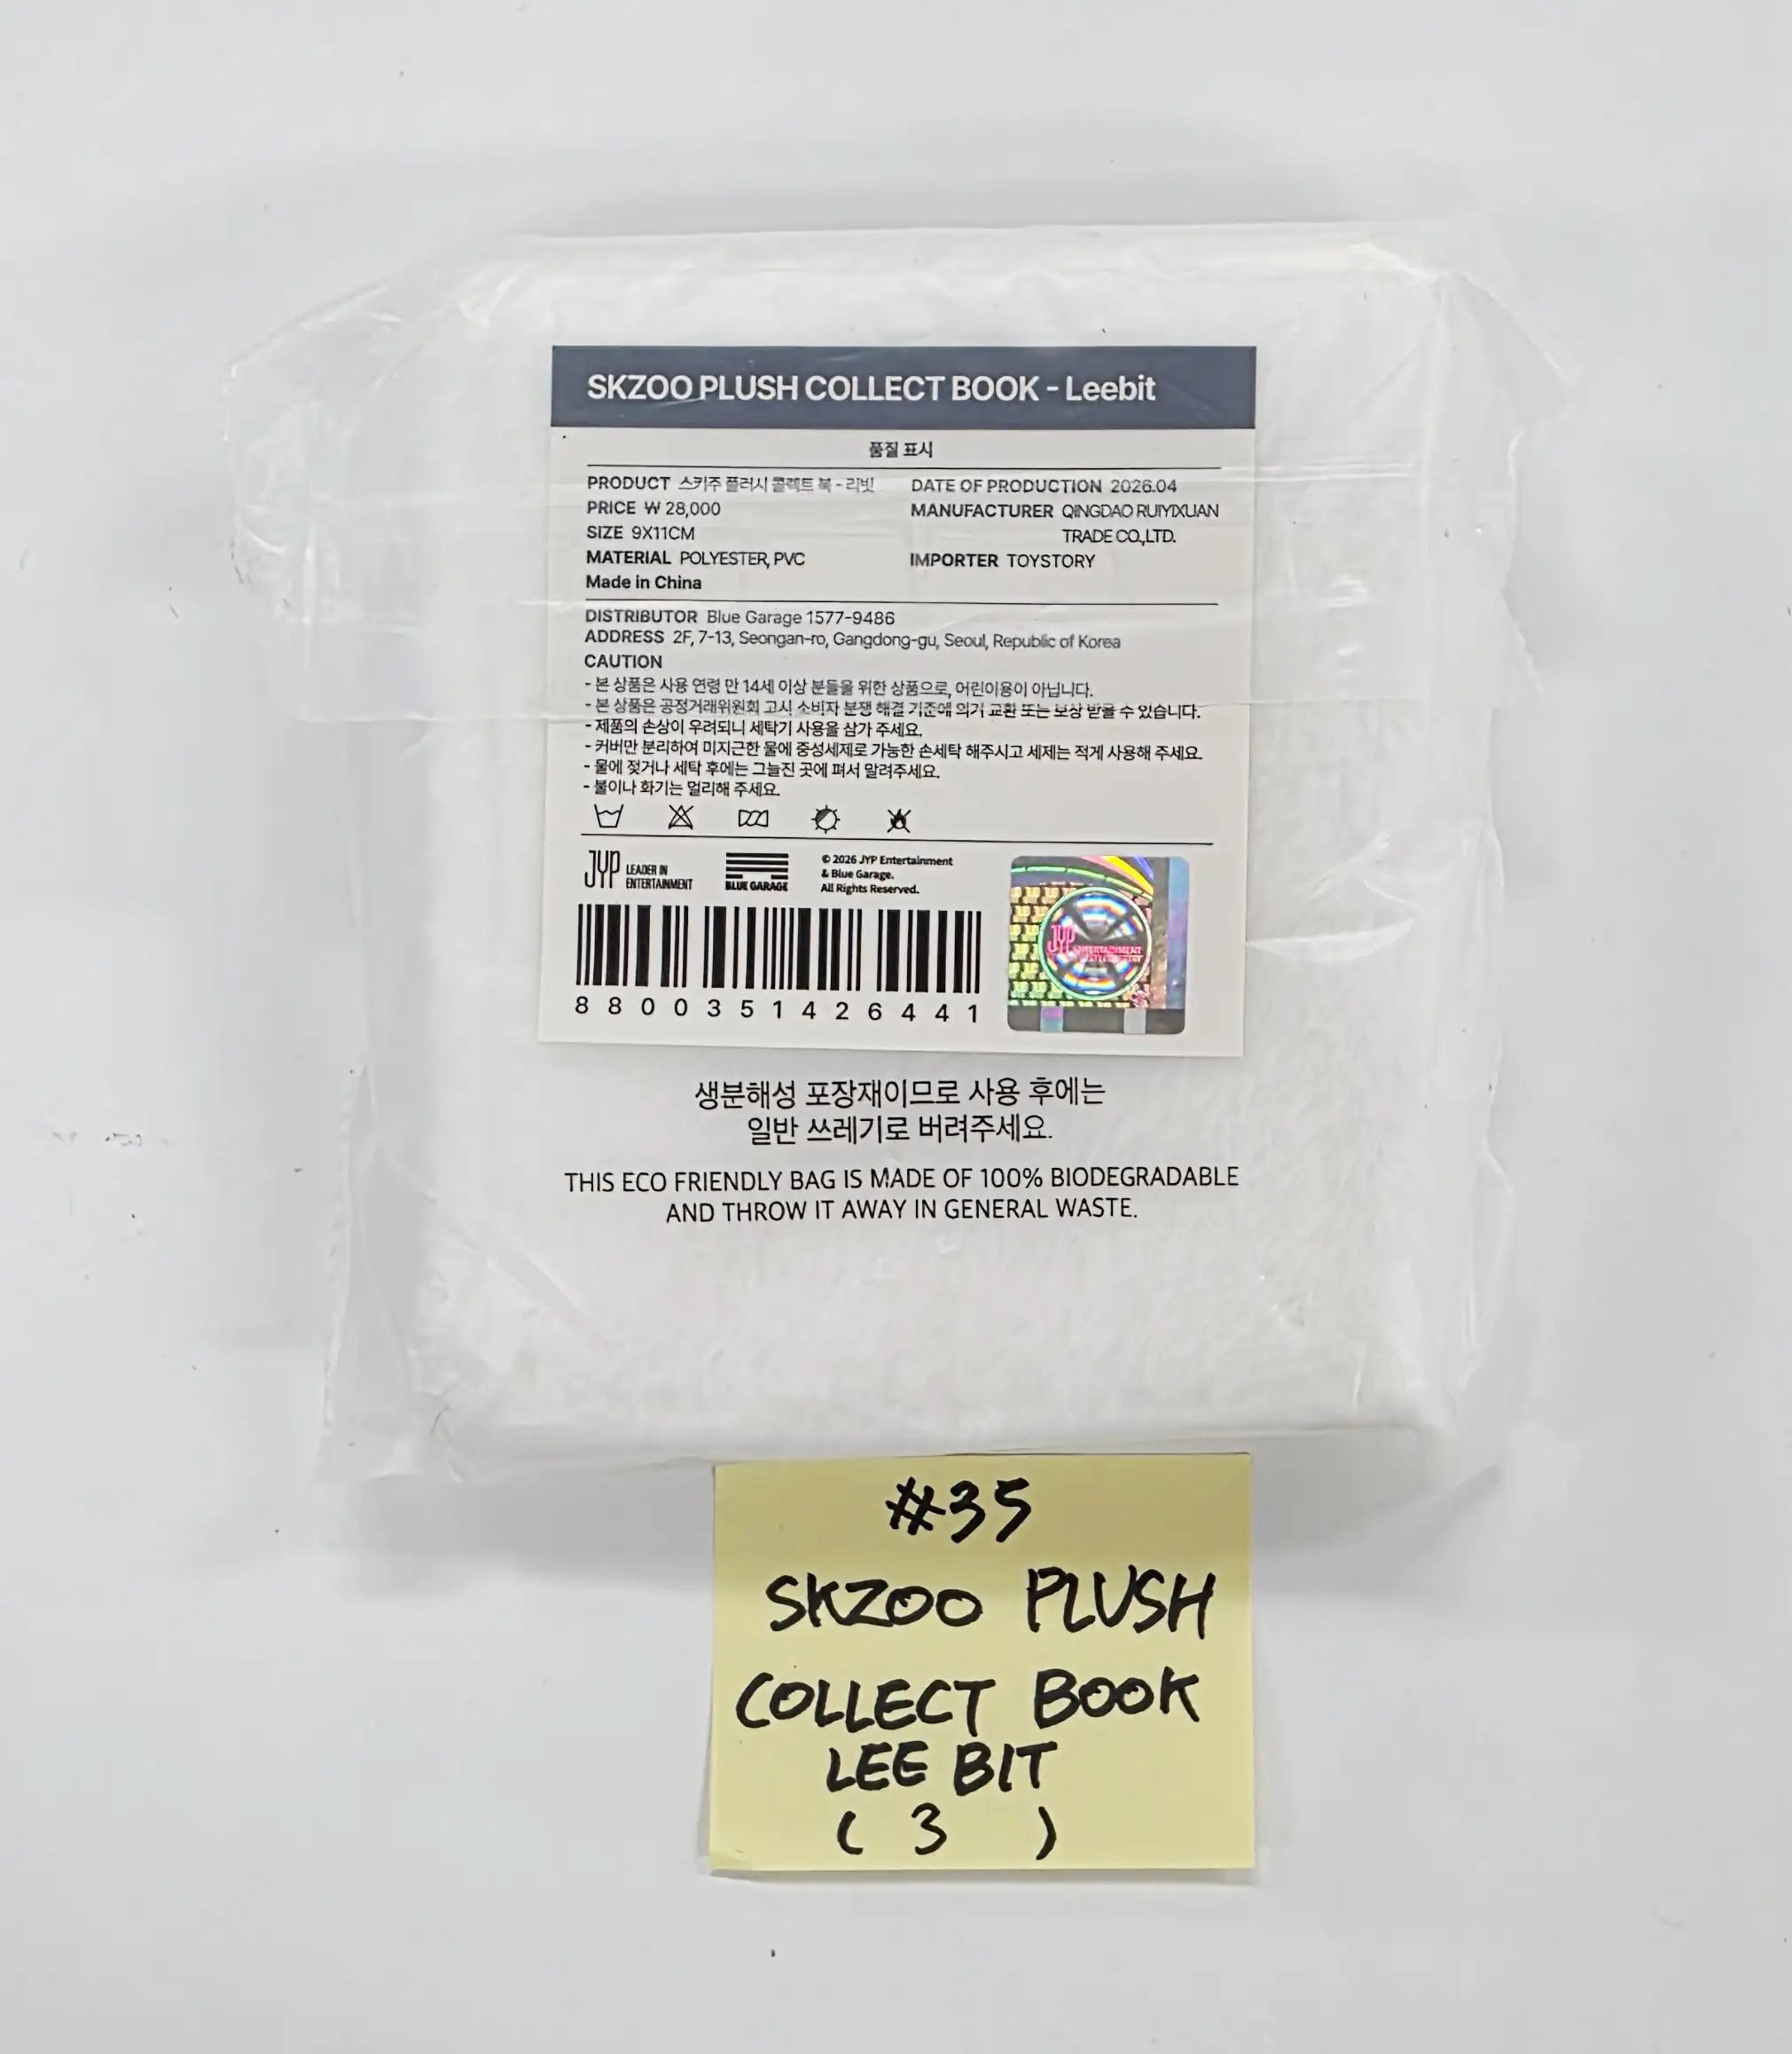 SKZOO PLUSH COLLECT BOOK - Leebit
품질 표시
PRODUCT 스키주 플러시 콜렉트 북 - 리빗
PRICE ₩ 28,000
SIZE 9X11CM
MATERIAL POLYESTER, PVC
Made in China
DATE OF PRODUCTION 2026.04
MANUFACTURER QINGDAO RUIYIXUAN
TRADE CO.,LTD.
IMPORTER TOYSTORY
DISTRIBUTOR Blue Garage 1577-9486
ADDRESS 2F, 7-13, Seongan-ro, Gangdong-gu, Seoul, Republic of Korea
CAUTION
- 본 상품은 사용 연령 만 14세 이상 분들을 위한 상품으로, 어린이용이 아닙니다.
- 본 상품은 공정거래위원회 고시 소비자 분쟁 해결 기준에 의거 교환 또는 보상 받을 수 있습니다.
- 제품의 손상이 우려되니 세탁기 사용을 삼가 주세요.
- 커버만 분리하여 미지근한 물에 중성세제로 가능한 손세탁 해주시고 세제는 적게 사용해 주세요.
- 물에 젖거나 세탁 후에는 그늘진 곳에 펴서 말려주세요.
- 불이나 화기는 멀리해 주세요.
JYP LEADER IN
ENTERTAINMENT
BLUE GARAGE
© 2026 JYP Entertainment
& Blue Garage.
All Rights Reserved.
JYP ENTERTAINMENT
8800351426441
생분해성 포장재이므로 사용 후에는
일반 쓰레기로 버려주세요.
THIS ECO FRIENDLY BAG IS MADE OF 100% BIODEGRADABLE
AND THROW IT AWAY IN GENERAL WASTE.
#35
SKZOO PLUSH
COLLECT BOOK
LEE BIT
( 3 )